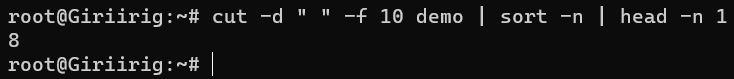 root@Giriirig:~# cut -d " " -f 10 demo | sort -n | head -n 1
8
root@Giriirig:~#